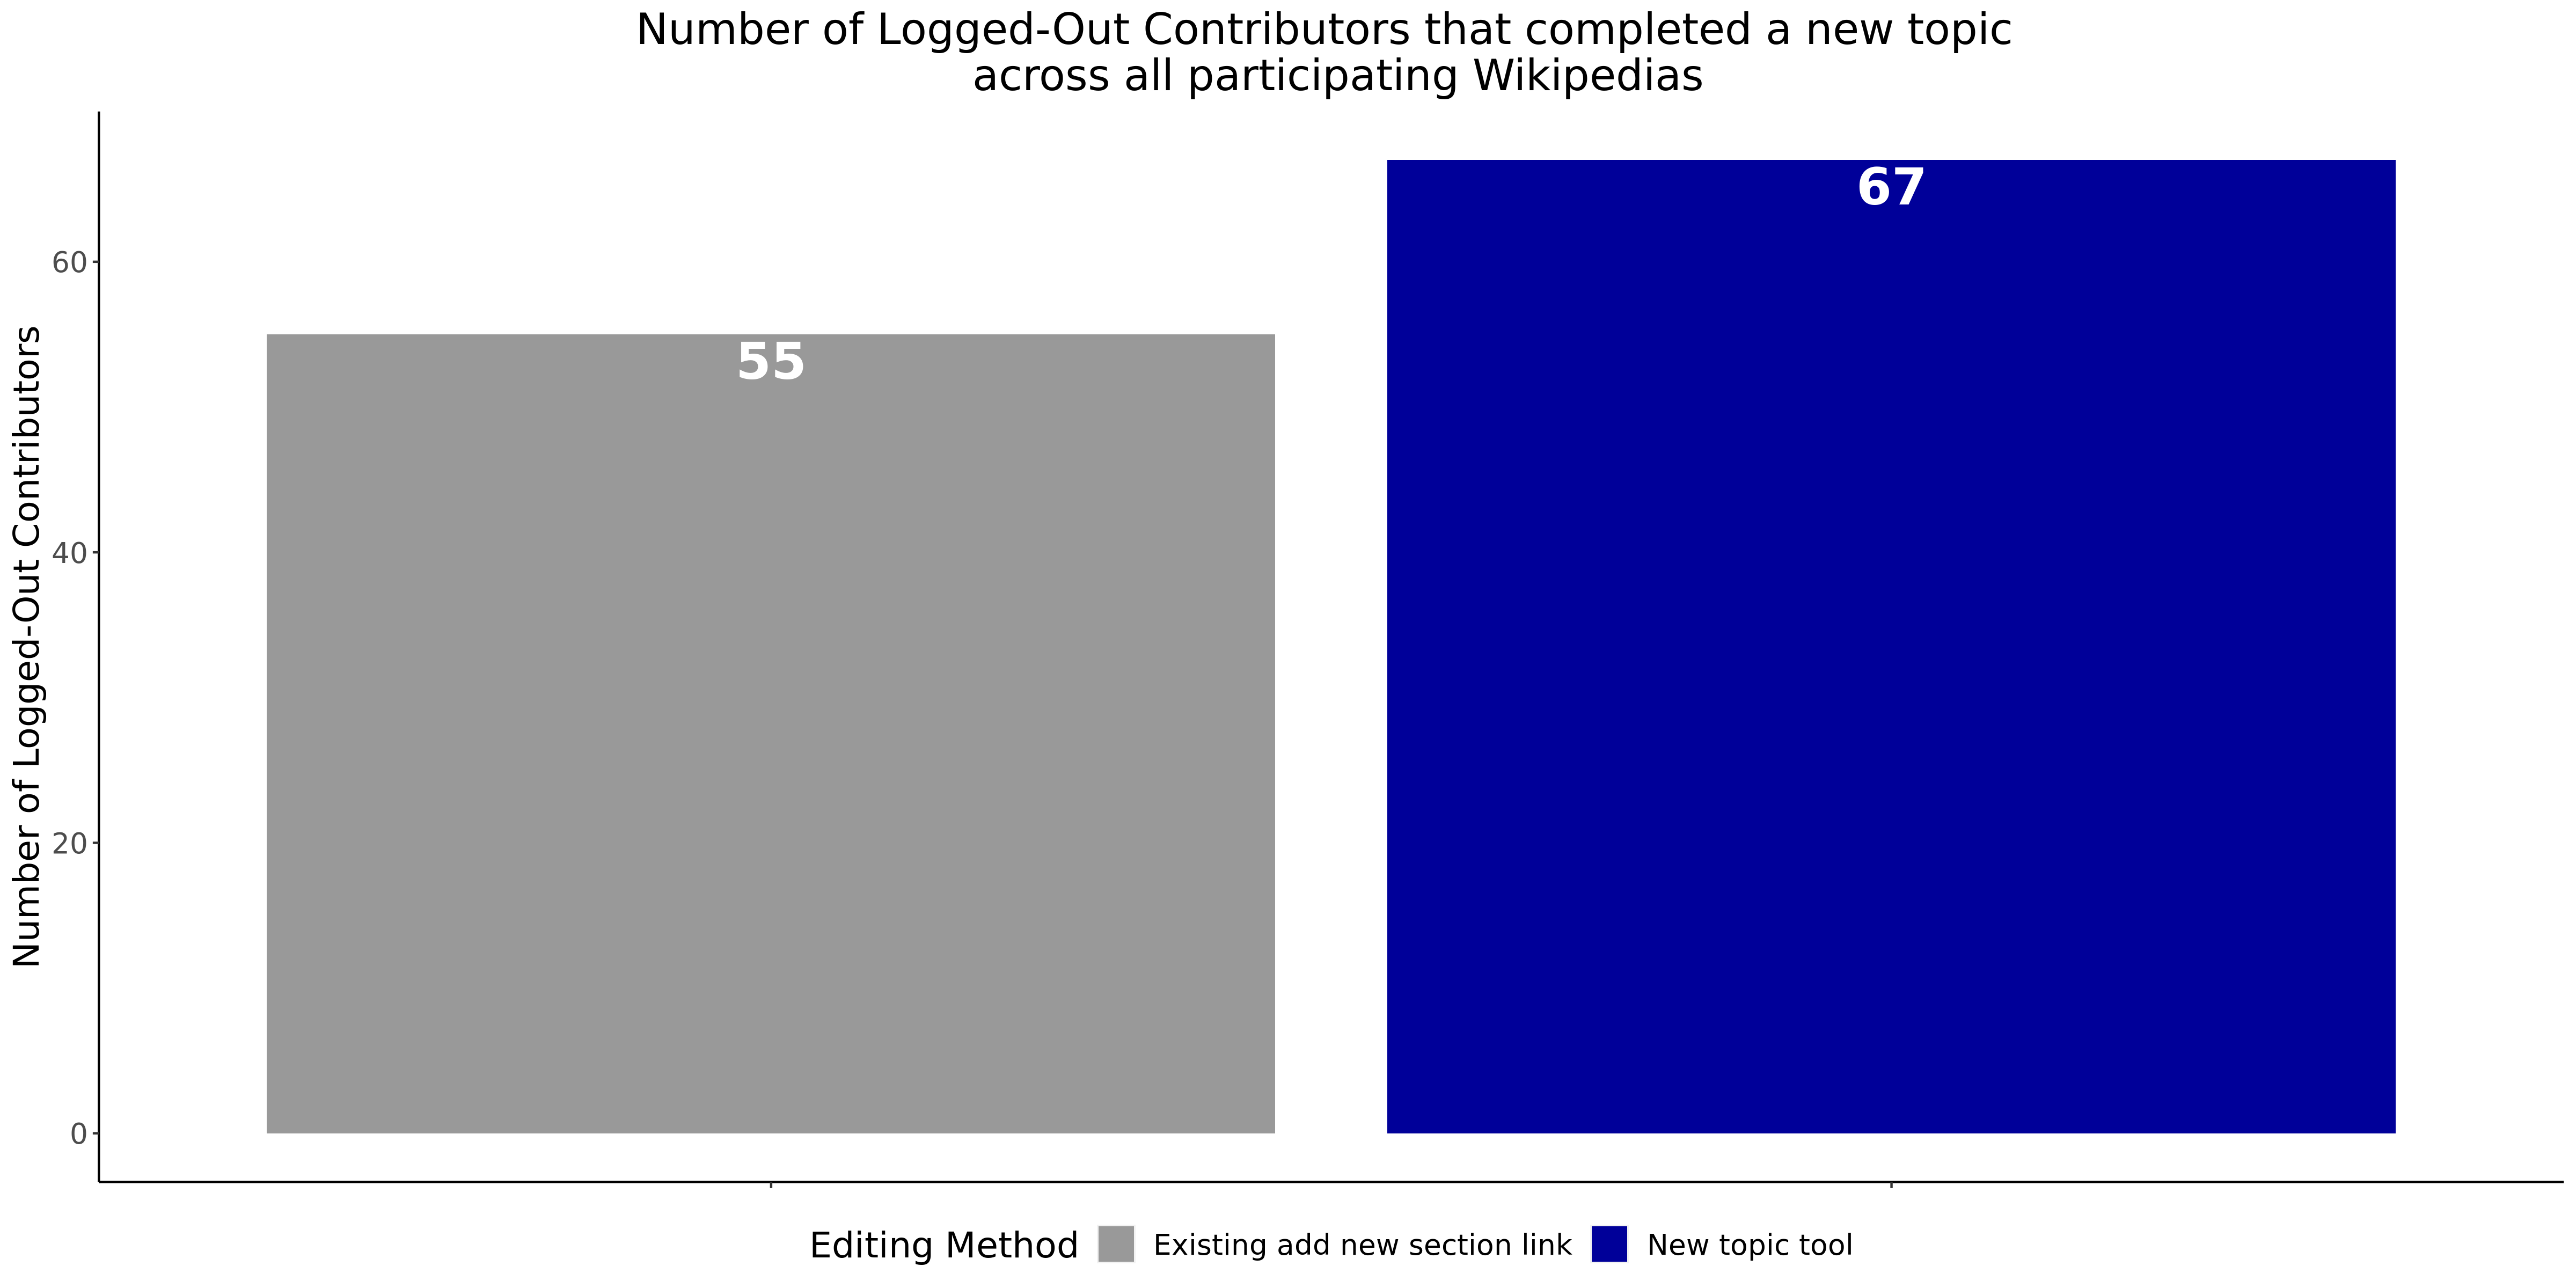 Number of Logged-Out Contributors that completed a new topic
across all participating Wikipedias
Number of Logged-Out Contributors
60
40
20
0
55
67
Editing Method
Existing add new section link
New topic tool